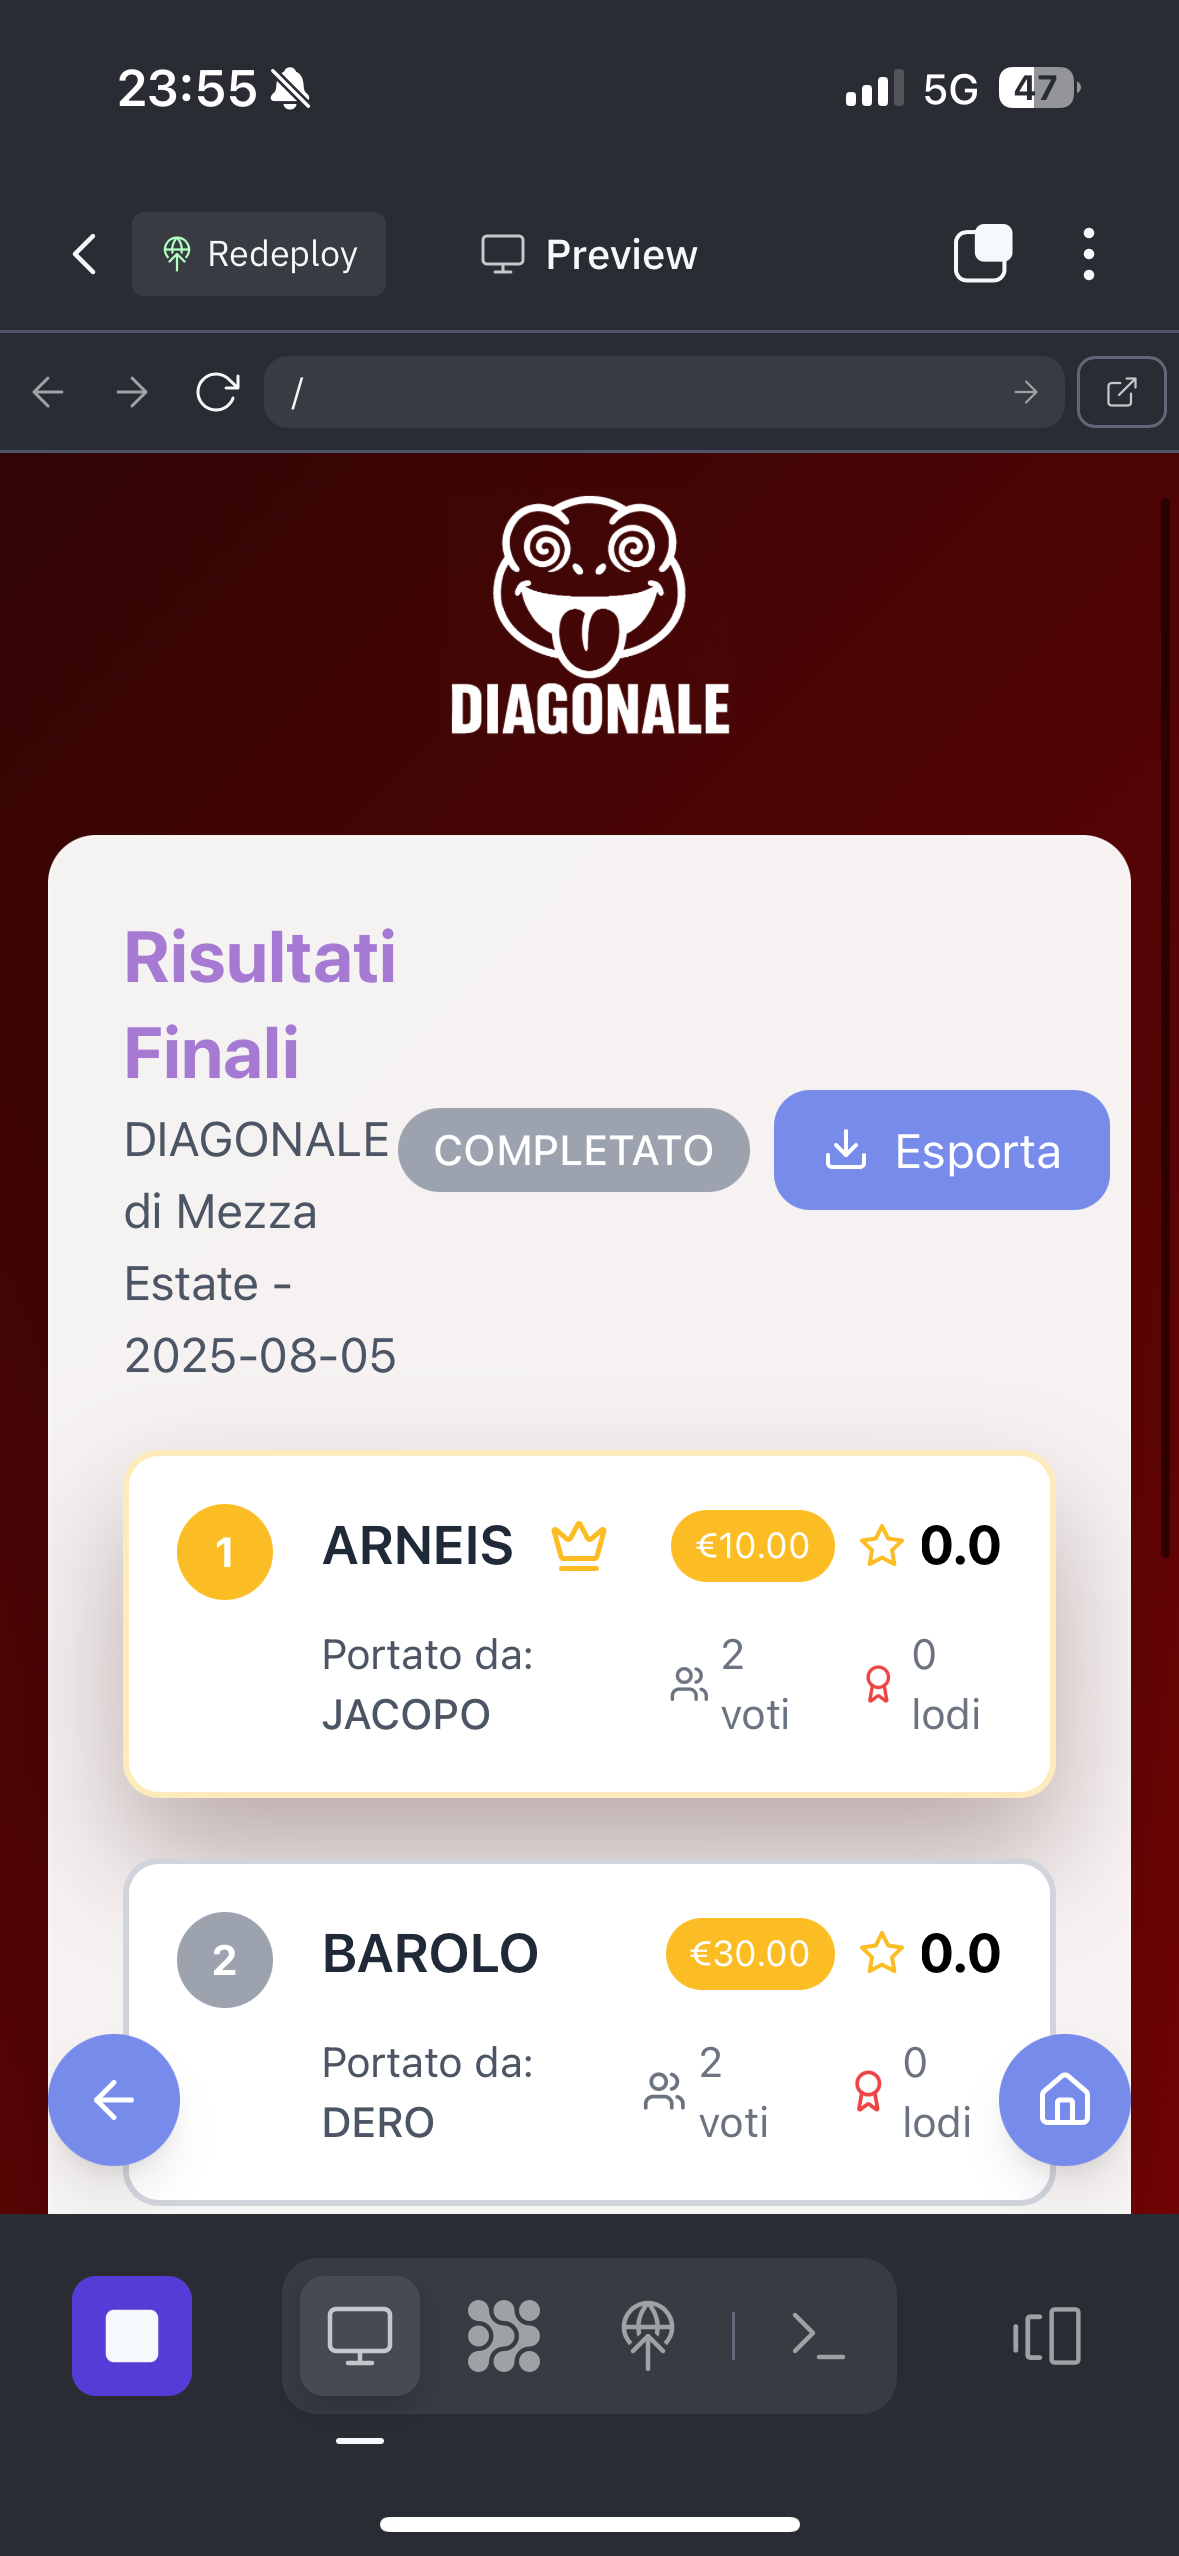 23:55
5G
47
Redeploy
Preview
/
DIAGONALE
Risultati
Finali
DIAGONALE
di Mezza
Estate -
2025-08-05
COMPLETATO
Esporta
1
ARNEIS
€10.00
0.0
Portato da:
JACOPO
2
voti
0
lodi
2
BAROLO
€30.00
0.0
Portato da:
DERO
2
voti
0
lodi